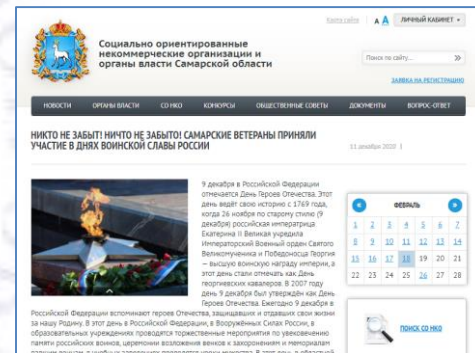 Карта сайта
А А
ЛИЧНЫЙ КАБИНЕТ
Социально ориентированные
некоммерческие организации и
органы власти Самарской области
Поиск по сайту...
ЗАЯВКА НА РЕГИСТРАЦИЮ
НОВОСТИ ОРГАНЫ ВЛАСТИ СО НКО КОНКУРСЫ ОБЩЕСТВЕННЫЕ СОВЕТЫ ДОКУМЕНТЫ ВОПРОС-ОТВЕТ
НИКТО НЕ ЗАБЫТ! НИЧТО НЕ ЗАБЫТО! САМАРСКИЕ ВЕТЕРАНЫ ПРИНЯЛИ
УЧАСТИЕ В ДНЯХ ВОИНСКОЙ СЛАВЫ РОССИИ
11 декабря 2020
9 декабря в Российской Федерации
отмечается День Героев Отечества. Этот
день ведёт свою историю с 1769 года,
когда 26 ноября по старому стилю (9
декабря) российская императрица
Екатерина II Великая учредила
Императорский Военный орден Святого
Великомученика и Победоносца Георгия
– высшую воинскую награду империи, а
этот день стали отмечать как День
георгиевских кавалеров. В 2007 году
день 9 декабря был утверждён как День
Героев Отечества. Ежегодно 9 декабря в
Российской Федерации вспоминают героев Отечества, защищавших и отдавших свои жизни
за нашу Родину. В этот день в Российской Федерации, в Вооружённых Силах России, в
образовательных учреждениях проводятся торжественные мероприятия по увековечению
памяти российских воинов, церемонии возложения венков к захоронениям и мемориалам
ФЕВРАЛЬ
1 2 3 4 5 6 7
8 9 10 11 12 13 14
15 16 17 18 19 20 21
22 23 24 25 26 27 28
ПОИСК СО НКО